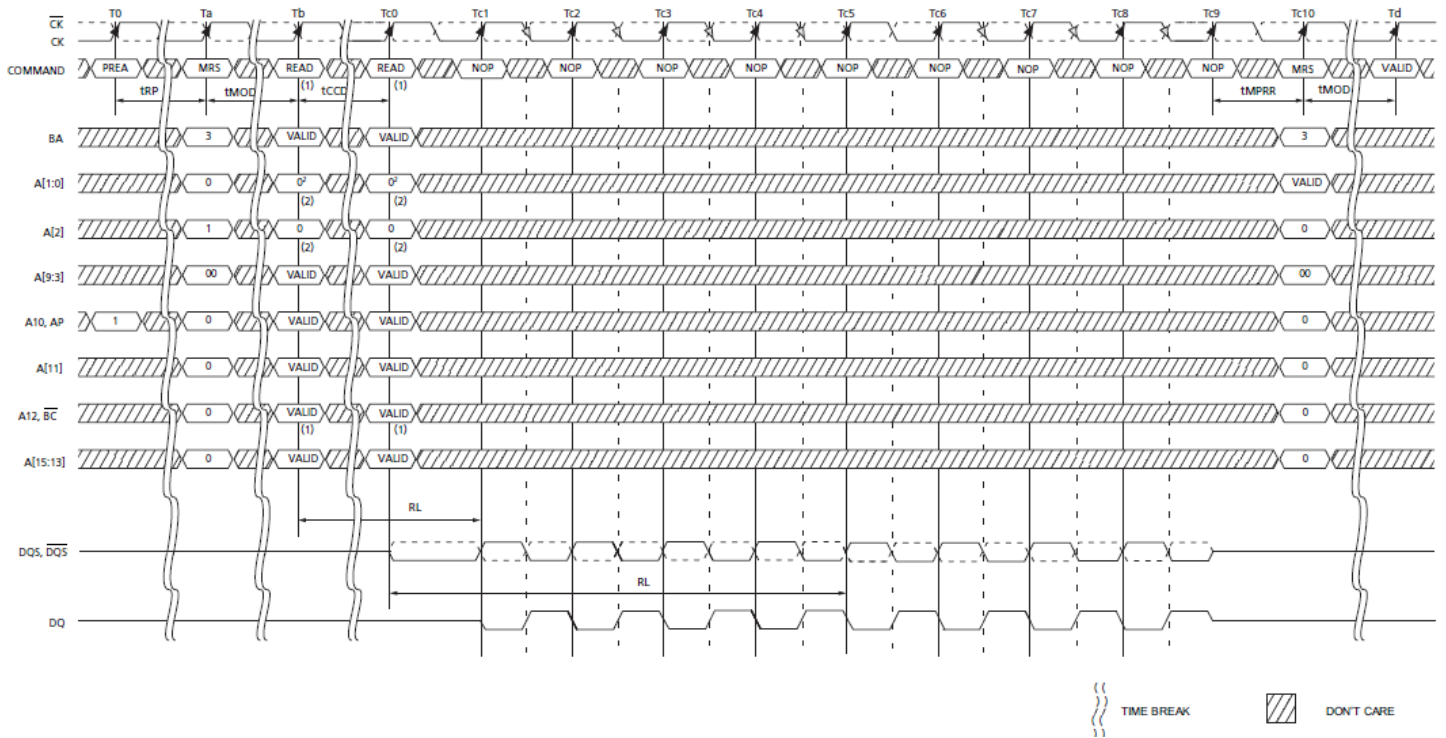 T0 Ta Tb Tc0 Tc1 Tc2 Tc3 Tc4 Tc5 Tc6 Tc7 Tc8 Tc9 Tc10 Td
CK
CK
COMMAND PREA MRS READ READ NOP NOP NOP NOP NOP NOP NOP NOP NOP MRS VALID
(1) (1)
tRP tMOD tCCD tMPRR tMOD
BA 3 VALID VALID 3
A[1:0] 0² 0² VALID
0
(2) (2)
A[2] 1 0 0 0
(2) (2)
A[9:3] 00 VALID VALID 00
A10, AP 1 0 VALID VALID 0
A[11] 0 VALID VALID 0
A12, BC 0 VALID VALID 0
(1) (1)
A[15:13] 0 VALID VALID 0
RL
DQS, DQS
RL
DQ
TIME BREAK DON'T CARE